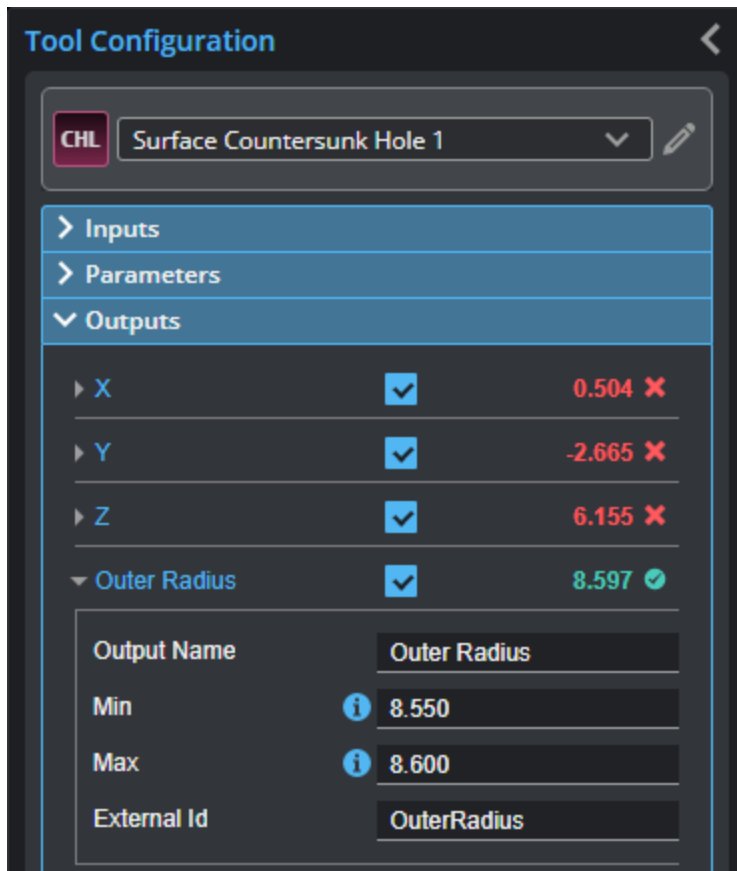 Tool Configuration
CHL Surface Countersunk Hole 1
Inputs
Parameters
Outputs
X 0.504
Y -2.665
Z 6.155
Outer Radius 8.597
Output Name Outer Radius
Min 8.550
Max 8.600
External Id OuterRadius